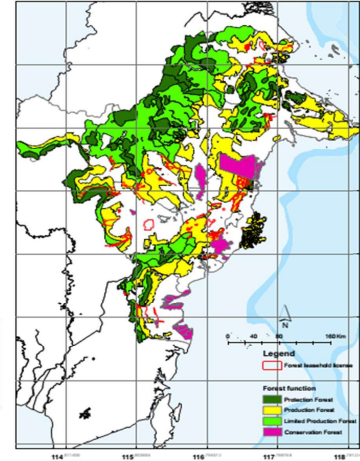 N
0 40 80 160 Km
Legend
Forest leasehold license
Forest function
Protection Forest
Production Forest
Limited Production Forest
Conservation Forest
114 115 116 117 118